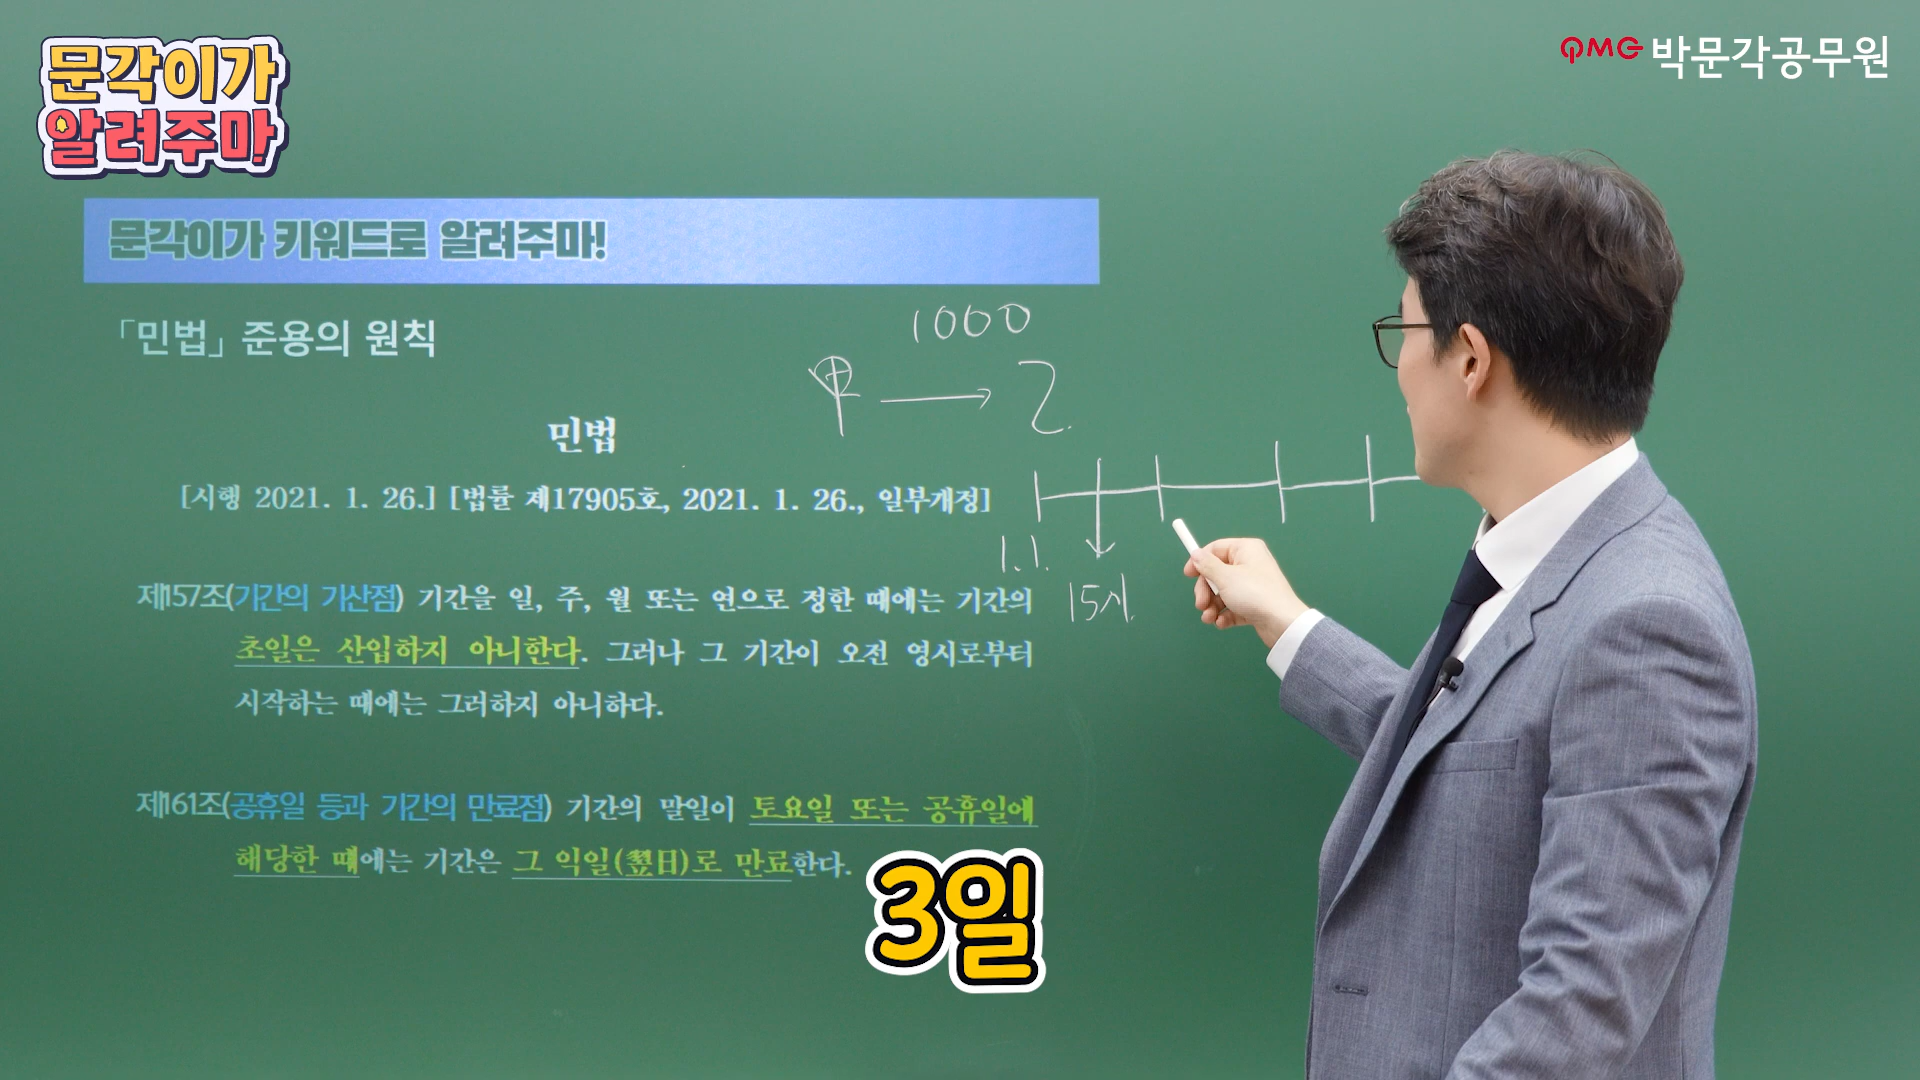 문각이가
알려주마
PMG 박문각공무원
문각이가 키워드로 알려주마!
「민법」 준용의 원칙
1000
甲 → 乙.
민법
[시행 2021. 1. 26.] [법률 제17905호, 2021. 1. 26., 일부개정]
1.1.
15시.
제57조(기간의 기산점) 기간을 일, 주, 월 또는 연으로 정한 때에는 기간의
초일은 산입하지 아니한다. 그러나 그 기간이 오전 영시로부터
시작하는 때에는 그러하지 아니하다.
제161조(공휴일 등과 기간의 만료점) 기간의 말일이 토요일 또는 공휴일에
해당한 때에는 기간은 그 익일(翌日)로 만료한다.
3일